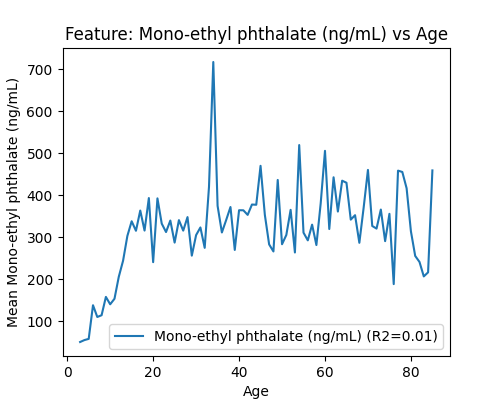 Feature: Mono-ethyl phthalate (ng/mL) vs Age
Mean Mono-ethyl phthalate (ng/mL)
700
600
500
400
300
200
100
Mono-ethyl phthalate (ng/mL) (R2=0.01)
0 20 40 60 80
Age